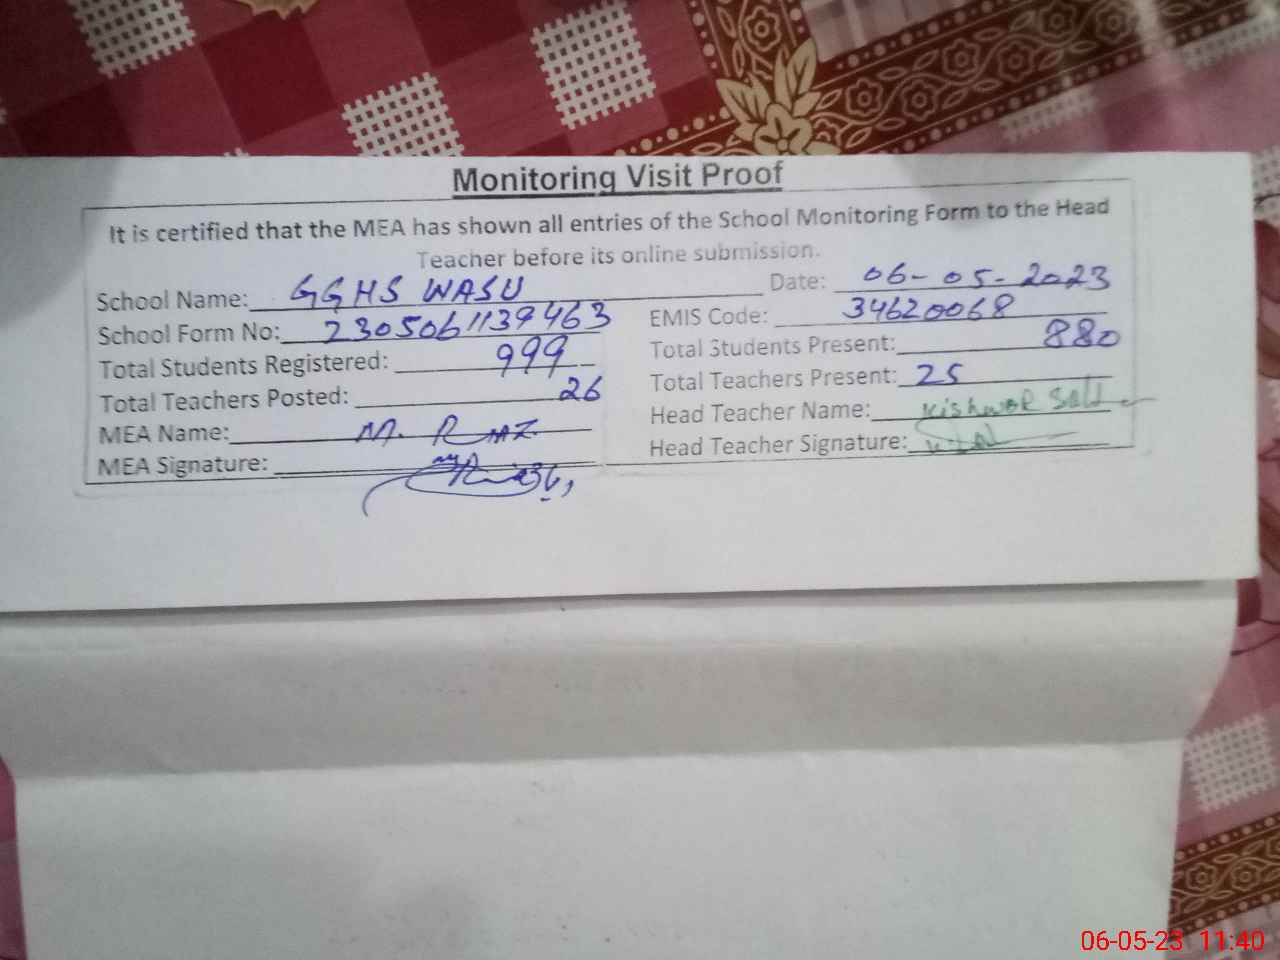 Monitoring Visit Proof
It is certified that the MEA has shown all entries of the School Monitoring Form to the Head
Teacher before its online submission.
School Name: GGHS WASU Date: 06-05-2023
School Form No: 2305061139463 EMIS Code: 34620068
Total Students Registered: 999 Total Students Present: 880
Total Teachers Posted: 26 Total Teachers Present: 25
MEA Name: M. Riaz Head Teacher Name: Kishwer
MEA Signature: Head Teacher Signature:
06-05-23 11:40